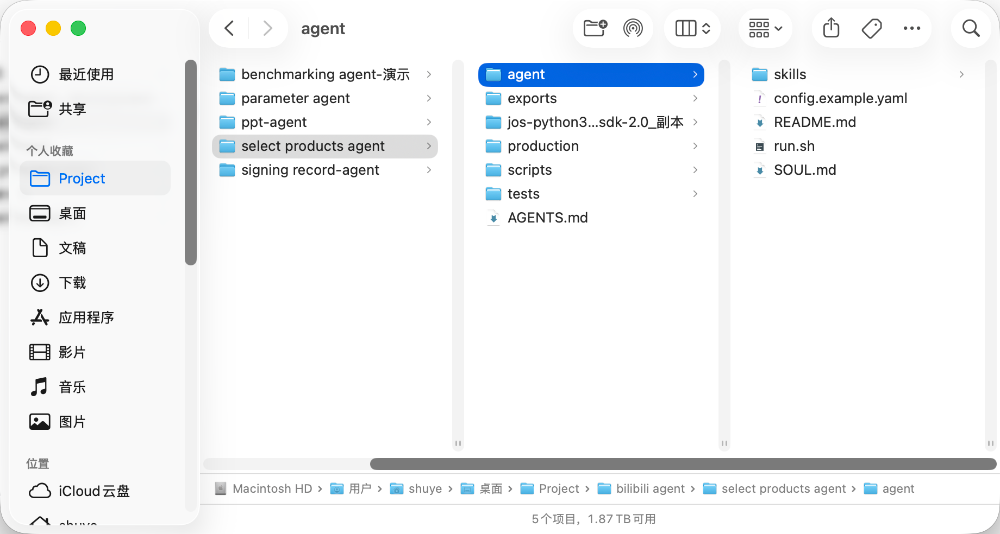 agent
最近使用
共享
个人收藏
Project
桌面
文稿
下载
应用程序
影片
音乐
图片
位置
iCloud云盘
shuye
benchmarking agent-演示
parameter agent
ppt-agent
select products agent
signing record-agent
agent
exports
jos-python3...sdk-2.0_副本
production
scripts
tests
AGENTS.md
skills
config.example.yaml
README.md
run.sh
SOUL.md
Macintosh HD › 用户 › shuye › 桌面 › Project › bilibili agent › select products agent › agent
5个项目，1.87 TB可用